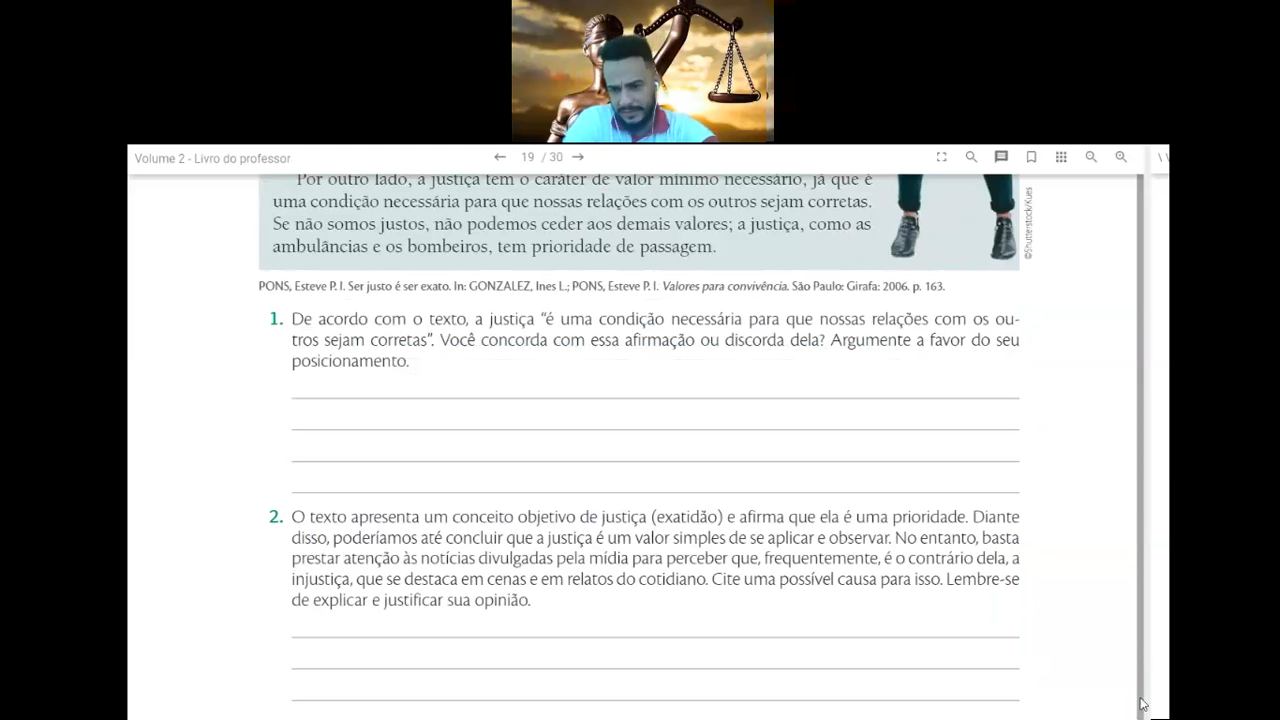 Volume 2 - Livro do professor
19 / 30
Por outro lado, a justiça tem o caráter de valor mínimo necessário, já que é
uma condição necessária para que nossas relações com os outros sejam corretas.
Se não somos justos, não podemos ceder aos demais valores; a justiça, como as
ambulâncias e os bombeiros, tem prioridade de passagem.
©Shutterstock/Kues
PONS, Esteve P. I. Ser justo é ser exato. In: GONZALEZ, Ines L.; PONS, Esteve P. I. Valores para convivência. São Paulo: Girafa: 2006. p. 163.
1. De acordo com o texto, a justiça “é uma condição necessária para que nossas relações com os ou-
tros sejam corretas”. Você concorda com essa afirmação ou discorda dela? Argumente a favor do seu
posicionamento.
2. O texto apresenta um conceito objetivo de justiça (exatidão) e afirma que ela é uma prioridade. Diante
disso, poderíamos até concluir que a justiça é um valor simples de se aplicar e observar. No entanto, basta
prestar atenção às notícias divulgadas pela mídia para perceber que, frequentemente, é o contrário dela, a
injustiça, que se destaca em cenas e em relatos do cotidiano. Cite uma possível causa para isso. Lembre-se
de explicar e justificar sua opinião.